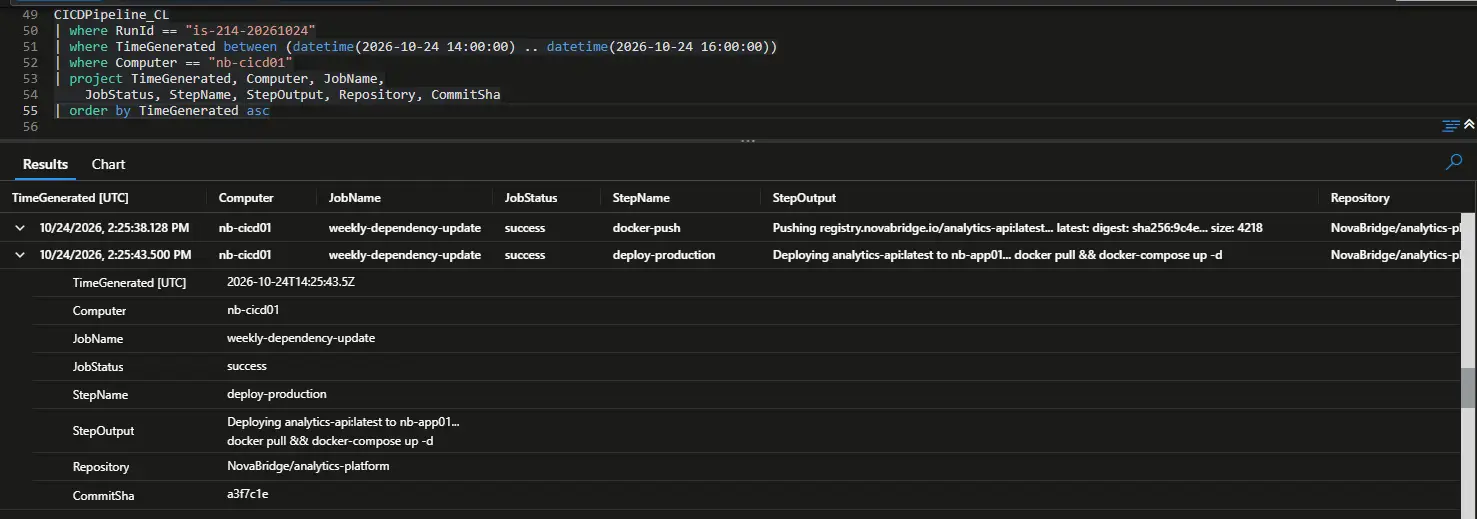 49 CICDPipeline_CL
50 | where RunId == "is-214-20261024"
51 | where TimeGenerated between (datetime(2026-10-24 14:00:00) .. datetime(2026-10-24 16:00:00))
52 | where Computer == "nb-cicd01"
53 | project TimeGenerated, Computer, JobName,
54 JobStatus, StepName, StepOutput, Repository, CommitSha
55 | order by TimeGenerated asc
56
Results Chart
TimeGenerated [UTC] Computer JobName JobStatus StepName StepOutput Repository
10/24/2026, 2:25:38.128 PM nb-cicd01 weekly-dependency-update success docker-push Pushing registry.novabridge.io/analytics-api:latest... latest: digest: sha256:9c4e... size: 4218 NovaBridge/analytics-pl
10/24/2026, 2:25:43.500 PM nb-cicd01 weekly-dependency-update success deploy-production Deploying analytics-api:latest to nb-app01... docker pull && docker-compose up -d NovaBridge/analytics-pl
TimeGenerated [UTC] 2026-10-24T14:25:43.5Z
Computer nb-cicd01
JobName weekly-dependency-update
JobStatus success
StepName deploy-production
StepOutput Deploying analytics-api:latest to nb-app01...
docker pull && docker-compose up -d
Repository NovaBridge/analytics-platform
CommitSha a3f7c1e